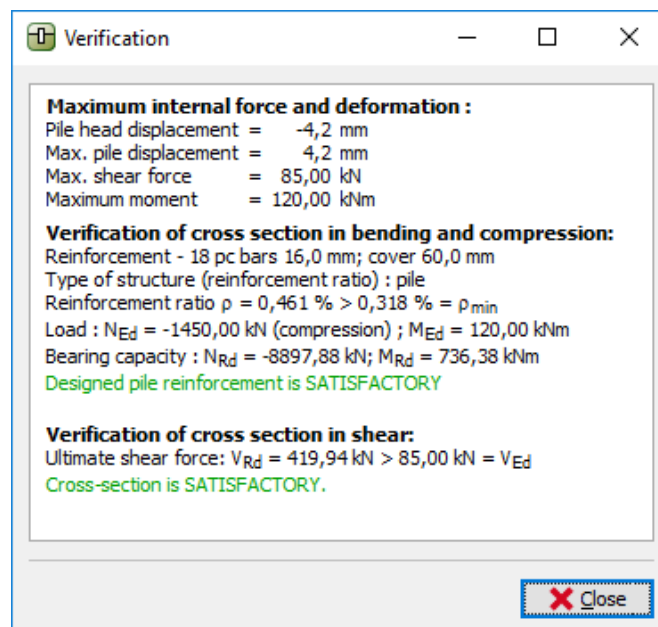 Verification
Maximum internal force and deformation :
Pile head displacement = -4,2 mm
Max. pile displacement = 4,2 mm
Max. shear force = 85,00 kN
Maximum moment = 120,00 kNm
Verification of cross section in bending and compression:
Reinforcement - 18 pc bars 16,0 mm; cover 60,0 mm
Type of structure (reinforcement ratio) : pile
Reinforcement ratio ρ = 0,461 % > 0,318 % = ρmin
Load : NEd = -1450,00 kN (compression) ; MEd = 120,00 kNm
Bearing capacity : NRd = -8897,88 kN; MRd = 736,38 kNm
Designed pile reinforcement is SATISFACTORY
Verification of cross section in shear:
Ultimate shear force: VRd = 419,94 kN > 85,00 kN = VEd
Cross-section is SATISFACTORY.
Close